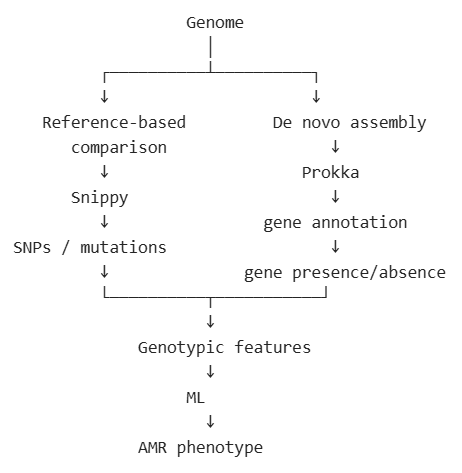 Genome
Reference-based
comparison
Snippy
SNPs / mutations
De novo assembly
Prokka
gene annotation
gene presence/absence
Genotypic features
ML
AMR phenotype